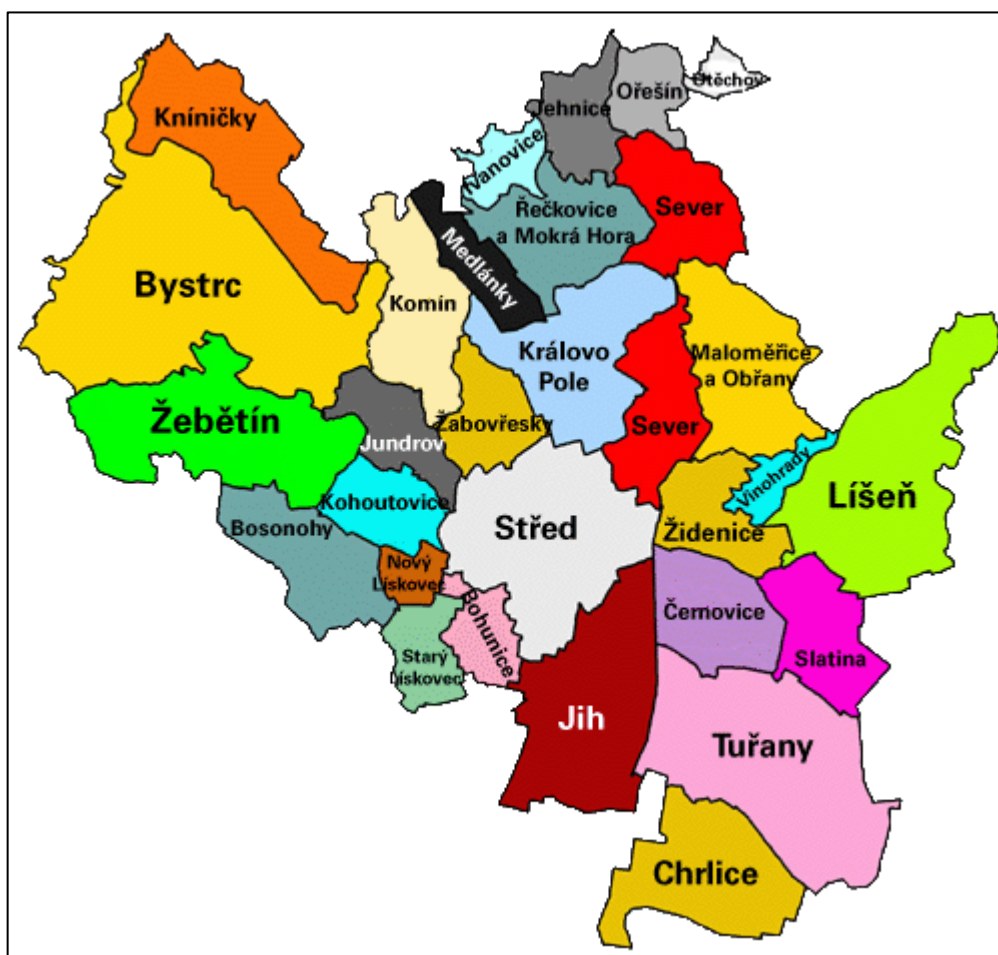 Kníničky
Jehnice
Ořešín
Útěchov
Ivanovice
Řečkovice
a Mokrá Hora
Sever
Medlánky
Bystrc
Komín
Královo
Pole
Maloměřice
a Obřany
Žebětín
Jundrov
Žabovřesky
Sever
Vinohrady
Líšeň
Kohoutovice
Bosonohy
Střed
Židenice
Nový
Lískovec
Bohunice
Černovice
Starý
Lískovec
Slatina
Jih
Tuřany
Chrlice